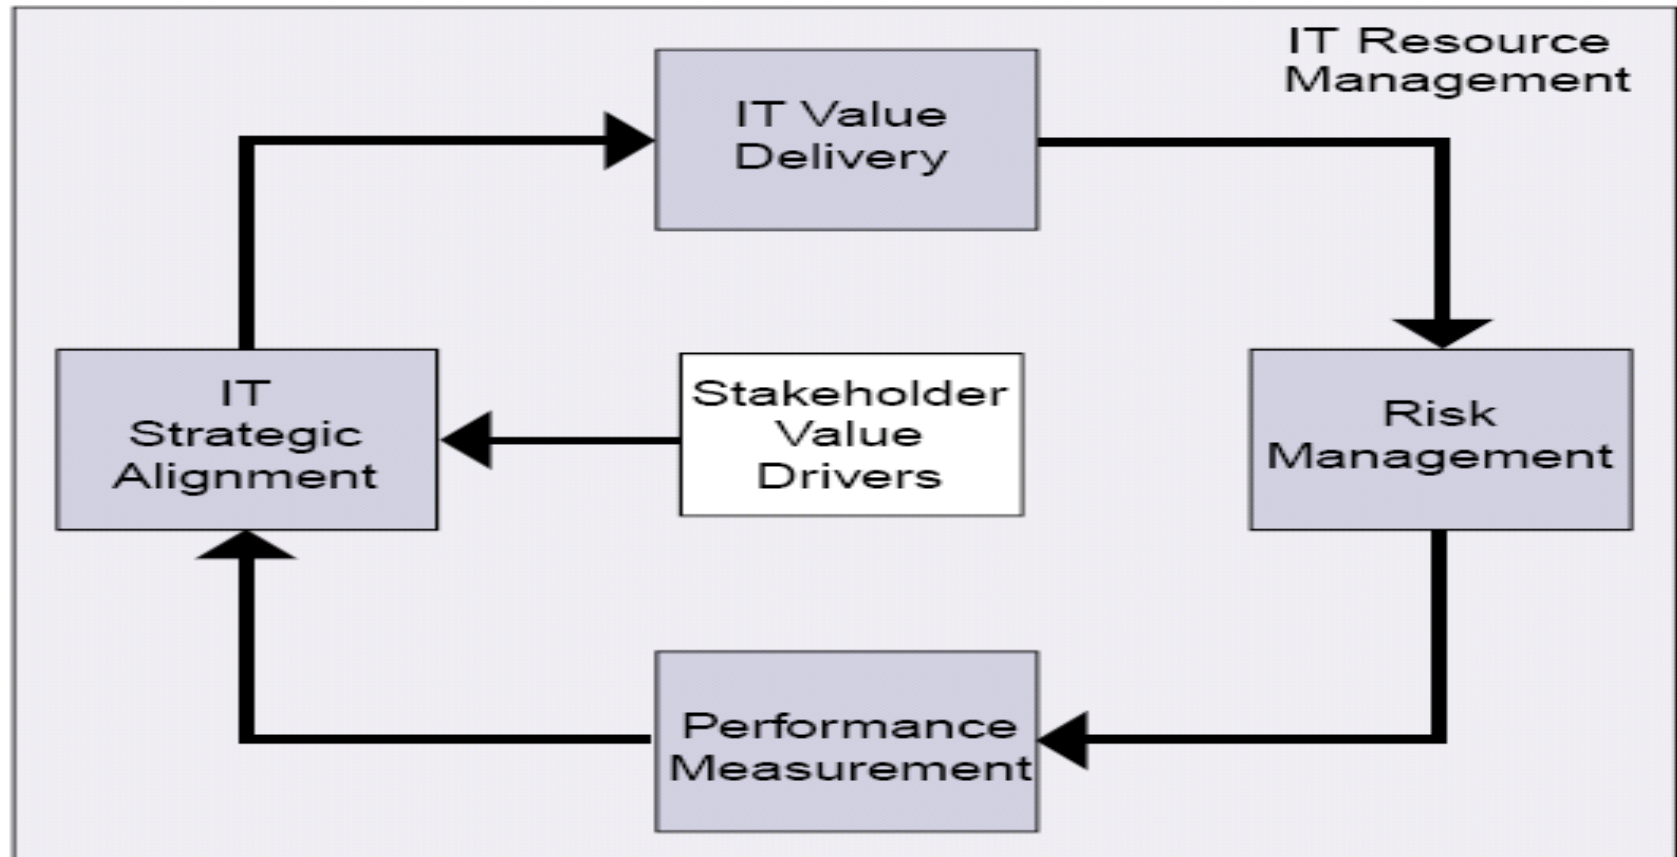 IT Resource
Management
IT Value
Delivery
IT
Strategic
Alignment
Stakeholder
Value
Drivers
Risk
Management
Performance
Measurement